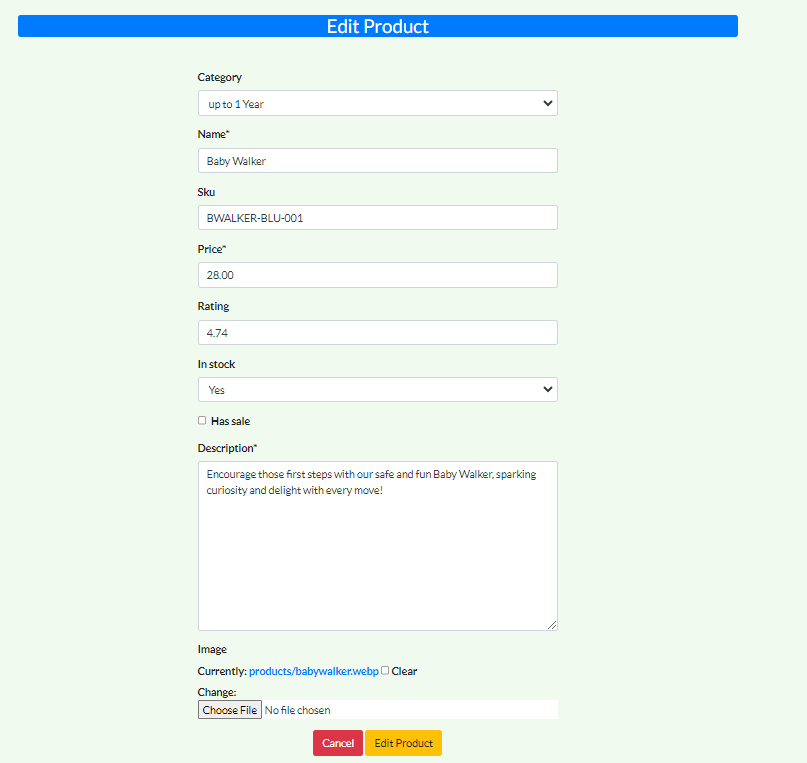 Edit Product
Category
up to 1 Year
Name*
Baby Walker
Sku
BWALKER-BLU-001
Price*
28.00
Rating
4.74
In stock
Yes
Has sale
Description*
Encourage those first steps with our safe and fun Baby Walker, sparking
curiosity and delight with every move!
Image
Currently: products/babywalker.webp Clear
Change:
Choose File No file chosen
Cancel Edit Product